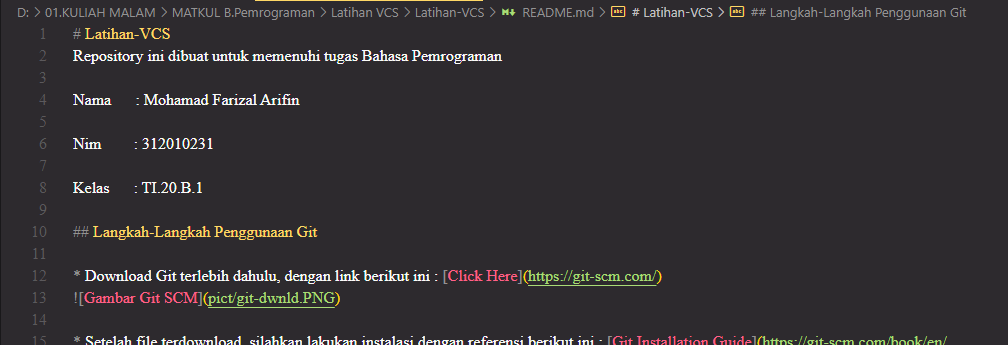 D: > 01.KULIAH MALAM > MATKUL B.Pemrograman > Latihan VCS > Latihan-VCS > README.md > # Latihan-VCS > ## Langkah-Langkah Penggunaan Git
1 # Latihan-VCS
2 Repository ini dibuat untuk memenuhi tugas Bahasa Pemrograman
3
4 Nama : Mohamad Farizal Arifin
5
6 Nim : 312010231
7
8 Kelas : TI.20.B.1
9
10 ## Langkah-Langkah Penggunaan Git
11
12 * Download Git terlebih dahulu, dengan link berikut ini : [Click Here](https://git-scm.com/)
13 ![Gambar Git SCM](pict/git-dwnld.PNG)
14
15 * Setelah file terdownload, silahkan lakukan instalasi dengan referensi berikut ini : [Git Installation Guide](https://git-scm.com/book/en/